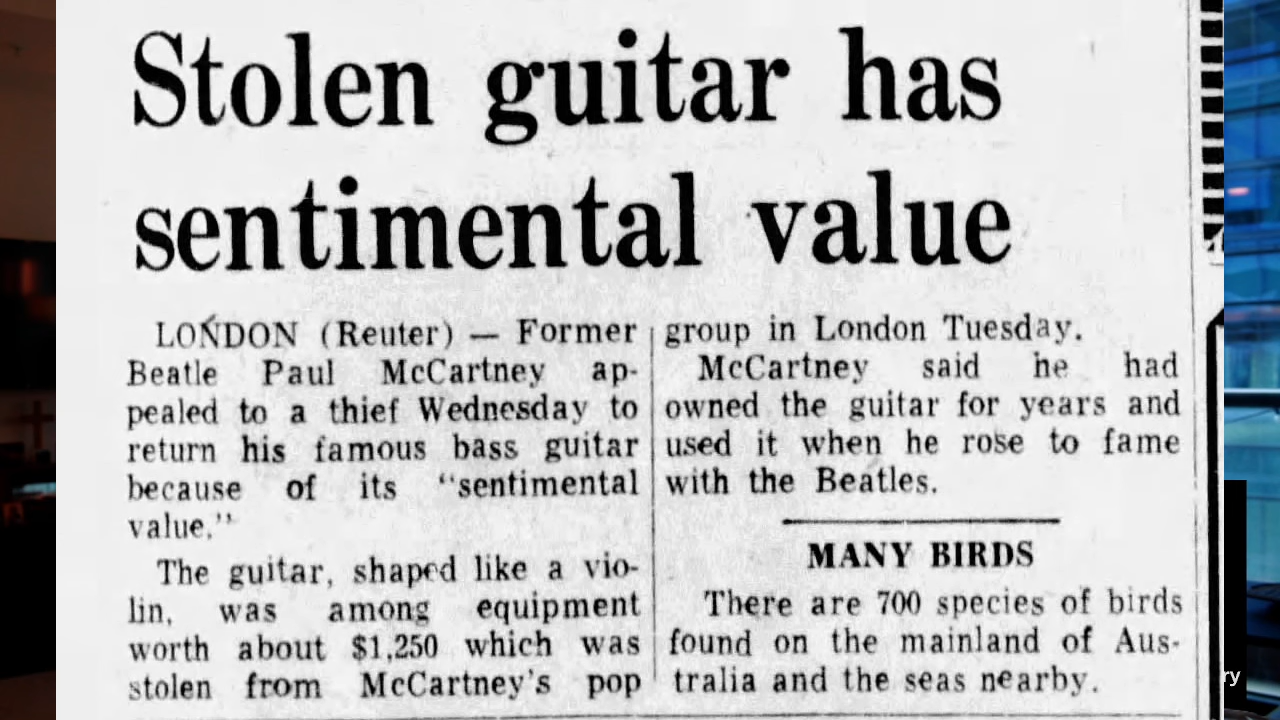 Stolen guitar has
sentimental value
LONDON (Reuter) — Former
Beatle Paul McCartney ap-
pealed to a thief Wednesday to
return his famous bass guitar
because of its “sentimental
value.”
The guitar, shaped like a vio-
lin, was among equipment
worth about $1,250 which was
stolen from McCartney's pop
group in London Tuesday.
McCartney said he had
owned the guitar for years and
used it when he rose to fame
with the Beatles.
MANY BIRDS
There are 700 species of birds
found on the mainland of Aus-
tralia and the seas nearby.